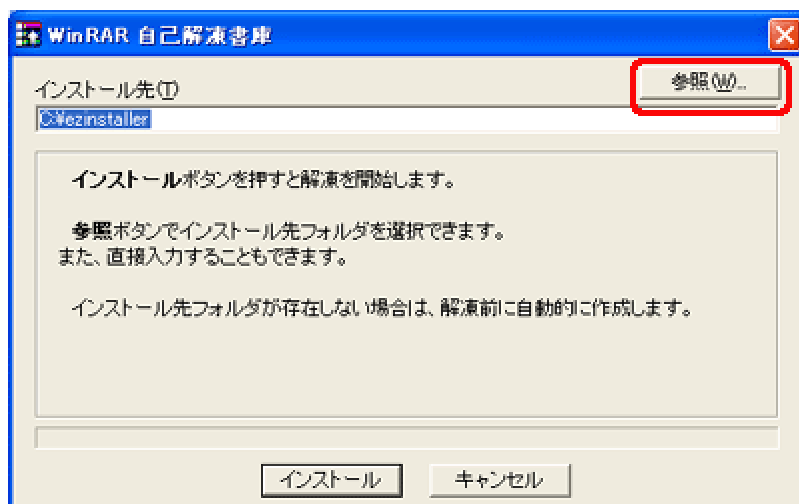 WinRAR 自己解凍書庫
インストール先(T)
参照(W)...
C:¥ezinstaller
インストールボタンを押すと解凍を開始します。
参照ボタンでインストール先フォルダを選択できます。
また、直接入力することもできます。
インストール先フォルダが存在しない場合は、解凍前に自動的に作成します。
インストール
キャンセル